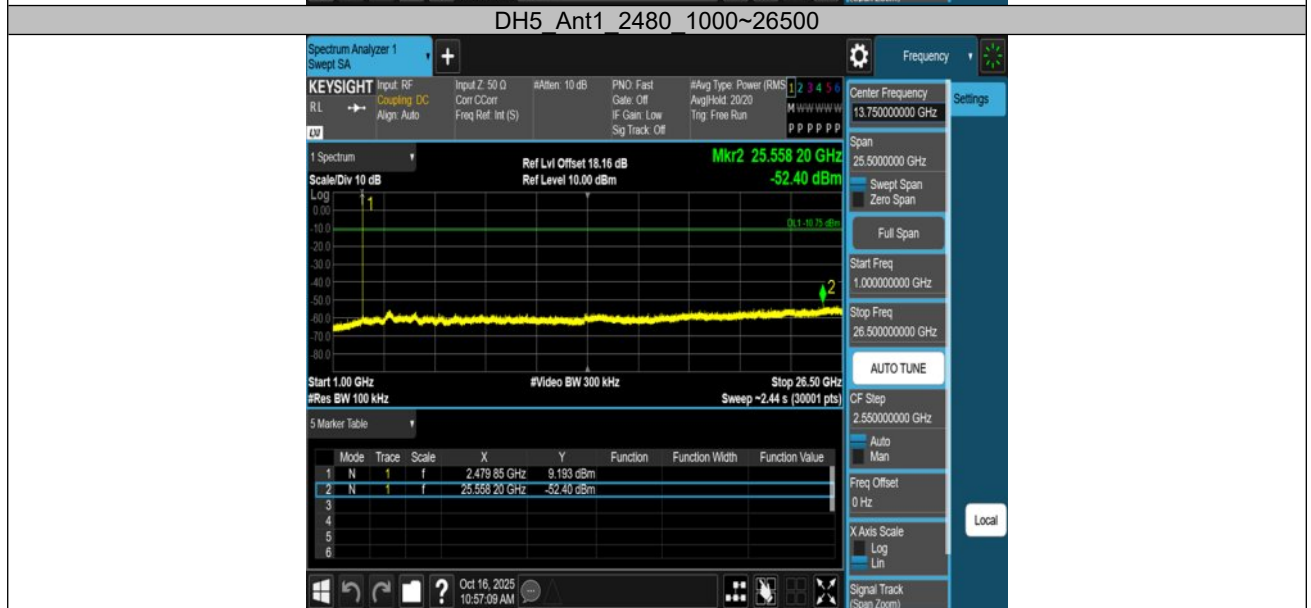 DH5_Ant1_2480_1000~26500
Spectrum Analyzer 1
Swept SA
Frequency
KEYSIGHT
RL
LXI
Input: RF
Coupling: DC
Align: Auto
Input Z: 50 Ω
Corr CCorr
Freq Ref: Int (S)
#Atten: 10 dB
PNO: Fast
Gate: Off
IF Gain: Low
Sig Track: Off
#Avg Type: Power (RMS
Avg|Hold: 20/20
Trig: Free Run
1 2 3 4 5 6
M W W W W W
P P P P P P
1 Spectrum
Scale/Div 10 dB
Ref Lvl Offset 18.16 dB
Ref Level 10.00 dBm
Mkr2 25.558 20 GHz
-52.40 dBm
Log
1
0.00
-10.0
DL1 -10.75 dBm
-20.0
-30.0
-40.0
2
-50.0
-60.0
-70.0
-80.0
Start 1.00 GHz
#Video BW 300 kHz
Stop 26.50 GHz
#Res BW 100 kHz
Sweep ~2.44 s (30001 pts)
5 Marker Table
Mode Trace Scale X Y Function Function Width Function Value
1 N 1 f 2.479 85 GHz 9.193 dBm
2 N 1 f 25.558 20 GHz -52.40 dBm
3
4
5
6
Center Frequency
13.750000000 GHz
Settings
Span
25.5000000 GHz
Swept Span
Zero Span
Full Span
Start Freq
1.000000000 GHz
Stop Freq
26.500000000 GHz
AUTO TUNE
CF Step
2.550000000 GHz
Auto
Man
Freq Offset
0 Hz
Local
X Axis Scale
Log
Lin
Signal Track
(Span Zoom)
?
Oct 16, 2025
10:57:09 AM